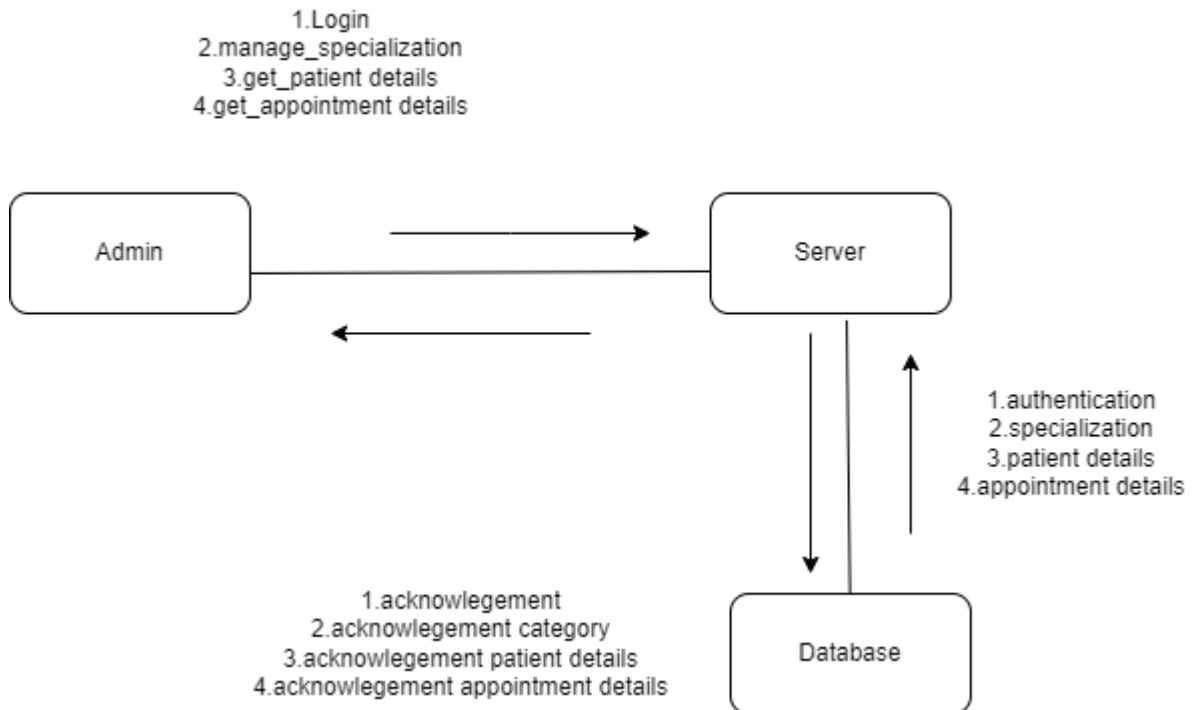 1.Login
2.manage_specialization
3.get_patient details
4.get_appointment details
Admin
Server
1.authentication
2.specialization
3.patient details
4.appointment details
1.acknowlegement
2.acknowlegement category
3.acknowlegement patient details
4.acknowlegement appointment details
Database